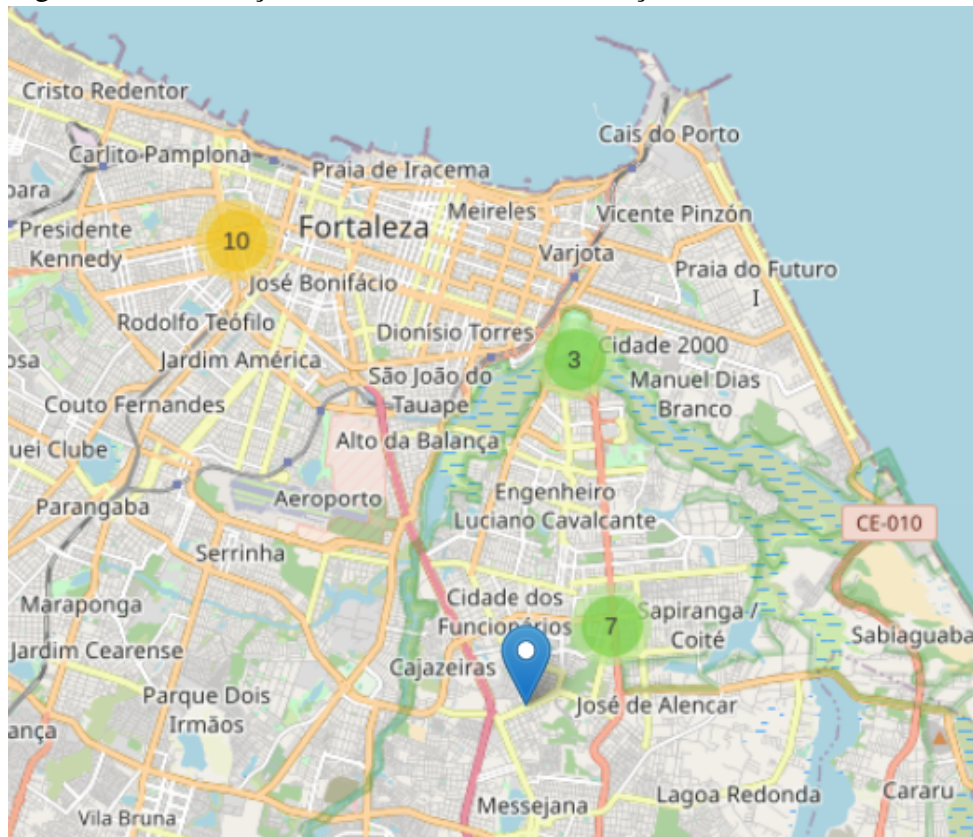 Cristo Redentor
Cais do Porto
Carlito Pamplona
Praia de Iracema
Meireles
Vicente Pinzón
Presidente
Kennedy
10
Fortaleza
Varjota
Praia do Futuro
José Bonifácio
Rodolfo Teófilo
Dionísio Torres
3
Cidade 2000
Jardim América
São João do
Tauape
Manuel Dias
Branco
Couto Fernandes
Alto da Balança
uei Clube
Parangaba
Aeroporto
Engenheiro
Luciano Cavalcante
CE-010
Serrinha
Maraponga
Cidade dos
Funcionários
7
Sapiranga /
Coité
Sabiaguaba
Jardim Cearense
Cajazeiras
Parque Dois
Irmãos
José de Alencar
ança
Messejana
Lagoa Redonda
Cararu
Vila Bruna